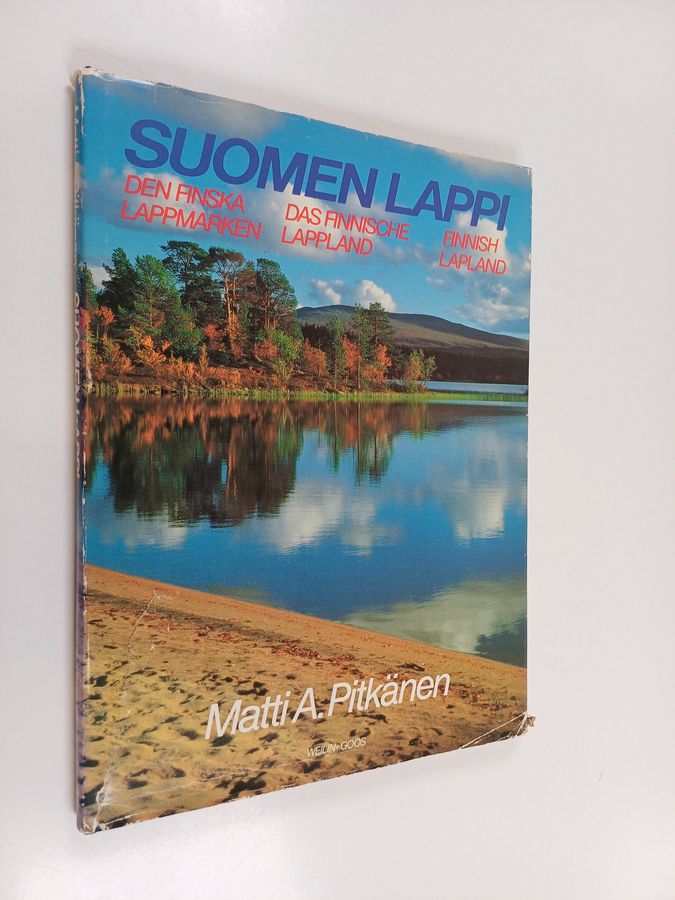 SUOMEN LAPPI
DEN FINSKA
LAPPMARKEN
DAS FINNISCHE
LAPPLAND
FINNISH
LAPLAND
Matti A. Pitkänen
WEILIN+GÖÖS